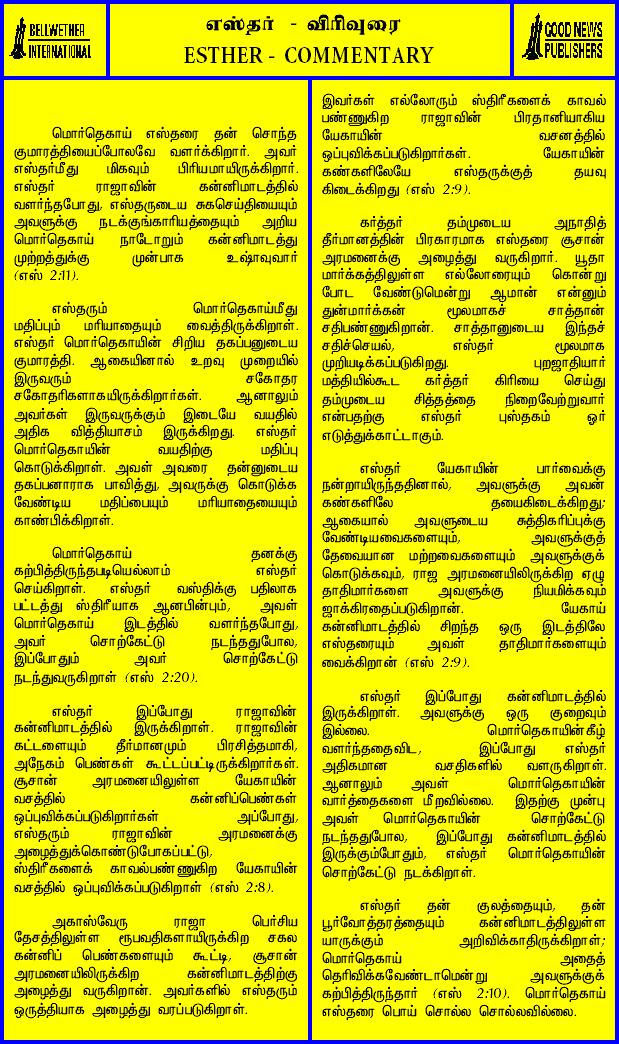 BELLWETHER
INTERNATIONAL
எஸ்தர் - விரிவுரை
ESTHER - COMMENTARY
GOOD NEWS
PUBLISHERS
மொர்தெகாய் எஸ்தரை தன் சொந்த
குமாரத்தியைப்போலவே வளர்க்கிறார். அவர்
எஸ்தர்மீது மிகவும் பிரியமாயிருக்கிறார்.
எஸ்தர் ராஜாவின் கன்னிமாடத்தில்
வளர்ந்தபோது, எஸ்தருடைய சுகசெய்தியையும்
அவளுக்கு நடக்குங்காரியத்தையும் அறிய
மொர்தெகாய் நாடோறும் கன்னிமாடத்து
முற்றத்துக்கு முன்பாக உஷாவுவார்
(எஸ் 2:11).
எஸ்தரும் மொர்தெகாய்மீது
மதிப்பும் மரியாதையும் வைத்திருக்கிறாள்.
எஸ்தர் மொர்தெகாயின் சிறிய தகப்பனுடைய
குமாரத்தி. ஆகையினால் உறவு முறையில்
இருவரும் சகோதர
சகோதரிகளாகயிருக்கிறார்கள். ஆனாலும்
அவர்கள் இருவருக்கும் இடையே வயதில்
அதிக வித்தியாசம் இருக்கிறது. எஸ்தர்
மொர்தெகாயின் வயதிற்கு மதிப்பு
கொடுக்கிறாள். அவள் அவரை தன்னுடைய
தகப்பனாராக பாவித்து, அவருக்கு கொடுக்க
வேண்டிய மதிப்பையும் மரியாதையையும்
காண்பிக்கிறாள்.
மொர்தெகாய் தனக்கு
கற்பித்திருந்தபடியெல்லாம் எஸ்தர்
செய்கிறாள். எஸ்தர் வஸ்திக்கு பதிலாக
பட்டத்து ஸ்திரீயாக ஆனபின்பும், அவள்
மொர்தெகாய் இடத்தில் வளர்ந்தபோது,
அவர் சொற்கேட்டு நடந்ததுபோல,
இப்போதும் அவர் சொற்கேட்டு
நடந்துவருகிறாள் (எஸ் 2:20).
எஸ்தர் இப்போது ராஜாவின்
கன்னிமாடத்தில் இருக்கிறாள். ராஜாவின்
கட்டளையும் தீர்மானமும் பிரசித்தமாகி,
அநேகம் பெண்கள் கூட்டப்பட்டிருக்கிறார்கள்.
சூசான் அரமனையிலுள்ள யேகாயின்
வசத்தில் கன்னிப்பெண்கள்
ஒப்புவிக்கப்படுகிறார்கள் அப்போது,
எஸ்தரும் ராஜாவின் அரமனைக்கு
அழைத்துக்கொண்டுபோகப்பட்டு,
ஸ்திரீகளைக் காவல்பண்ணுகிற யேகாயின்
வசத்தில் ஒப்புவிக்கப்படுகிறாள் (எஸ் 2:8).
அகாஸ்வேரு ராஜா பெர்சிய
தேசத்திலுள்ள ரூபவதிகளாயிருக்கிற சகல
கன்னிப் பெண்களையும் கூட்டி, சூசான்
அரமனையிலிருக்கிற கன்னிமாடத்திற்கு
அழைத்து வருகிறான். அவர்களில் எஸ்தரும்
ஒருத்தியாக அழைத்து வரப்படுகிறாள்.
இவர்கள் எல்லோரும் ஸ்திரீகளைக் காவல்
பண்ணுகிற ராஜாவின் பிரதானியாகிய
யேகாயின் வசனத்தில்
ஒப்புவிக்கப்படுகிறார்கள். யேகாயின்
கண்களிலேயே எஸ்தருக்குத் தயவு
கிடைக்கிறது (எஸ் 2:9).
கர்த்தர் தம்முடைய அநாதித்
தீர்மானத்தின் பிரகாரமாக எஸ்தரை சூசான்
அரமனைக்கு அழைத்து வருகிறார். யூதா
மார்க்கத்திலுள்ள எல்லோரையும் கொன்று
போட வேண்டுமென்று ஆமான் என்னும்
துன்மார்க்கன் மூலமாகச் சாத்தான்
சதிபண்ணுகிறான். சாத்தானுடைய இந்தச்
சதிச்செயல், எஸ்தர் மூலமாக
முறியடிக்கப்படுகிறது. புறஜாதியார்
மத்தியில்கூட கர்த்தர் கிரியை செய்து
தம்முடைய சித்தத்தை நிறைவேற்றுவார்
என்பதற்கு எஸ்தர் புஸ்தகம் ஓர்
எடுத்துக்காட்டாகும்.
எஸ்தர் யேகாயின் பார்வைக்கு
நன்றாயிருந்ததினால், அவளுக்கு அவன்
கண்களிலே தயைகிடைக்கிறது;
ஆகையால் அவளுடைய சுத்திகரிப்புக்கு
வேண்டியவைகளையும், அவளுக்குத்
தேவையான மற்றவைகளையும் அவளுக்குக்
கொடுக்கவும், ராஜ அரமனையிலிருக்கிற ஏழு
தாதிமார்களை அவளுக்கு நியமிக்கவும்
ஜாக்கிரதைப்படுகிறான். யேகாய்
கன்னிமாடத்தில் சிறந்த ஒரு இடத்திலே
எஸ்தரையும் அவள் தாதிமார்களையும்
வைக்கிறான் (எஸ் 2:9).
எஸ்தர் இப்போது கன்னிமாடத்தில்
இருக்கிறாள். அவளுக்கு ஒரு குறைவும்
இல்லை. மொர்தெகாயின்கீழ்
வளர்ந்ததைவிட, இப்போது எஸ்தர்
அதிகமான வசதிகளில் வளருகிறாள்.
ஆனாலும் அவள் மொர்தெகாயின்
வார்த்தைகளை மீறவில்லை. இதற்கு முன்பு
அவள் மொர்தெகாயின் சொற்கேட்டு
நடந்ததுபோல, இப்போது கன்னிமாடத்தில்
இருக்கும்போதும், எஸ்தர் மொர்தெகாயின்
சொற்கேட்டு நடக்கிறாள்.
எஸ்தர் தன் குலத்தையும், தன்
பூர்வோத்தரத்தையும் கன்னிமாடத்திலுள்ள
யாருக்கும் அறிவிக்காதிருக்கிறாள்;
மொர்தெகாய் அதைத்
தெரிவிக்கவேண்டாமென்று அவளுக்குக்
கற்பித்திருந்தார் (எஸ் 2:10). மொர்தெகாய்
எஸ்தரை பொய் சொல்ல சொல்லவில்லை.